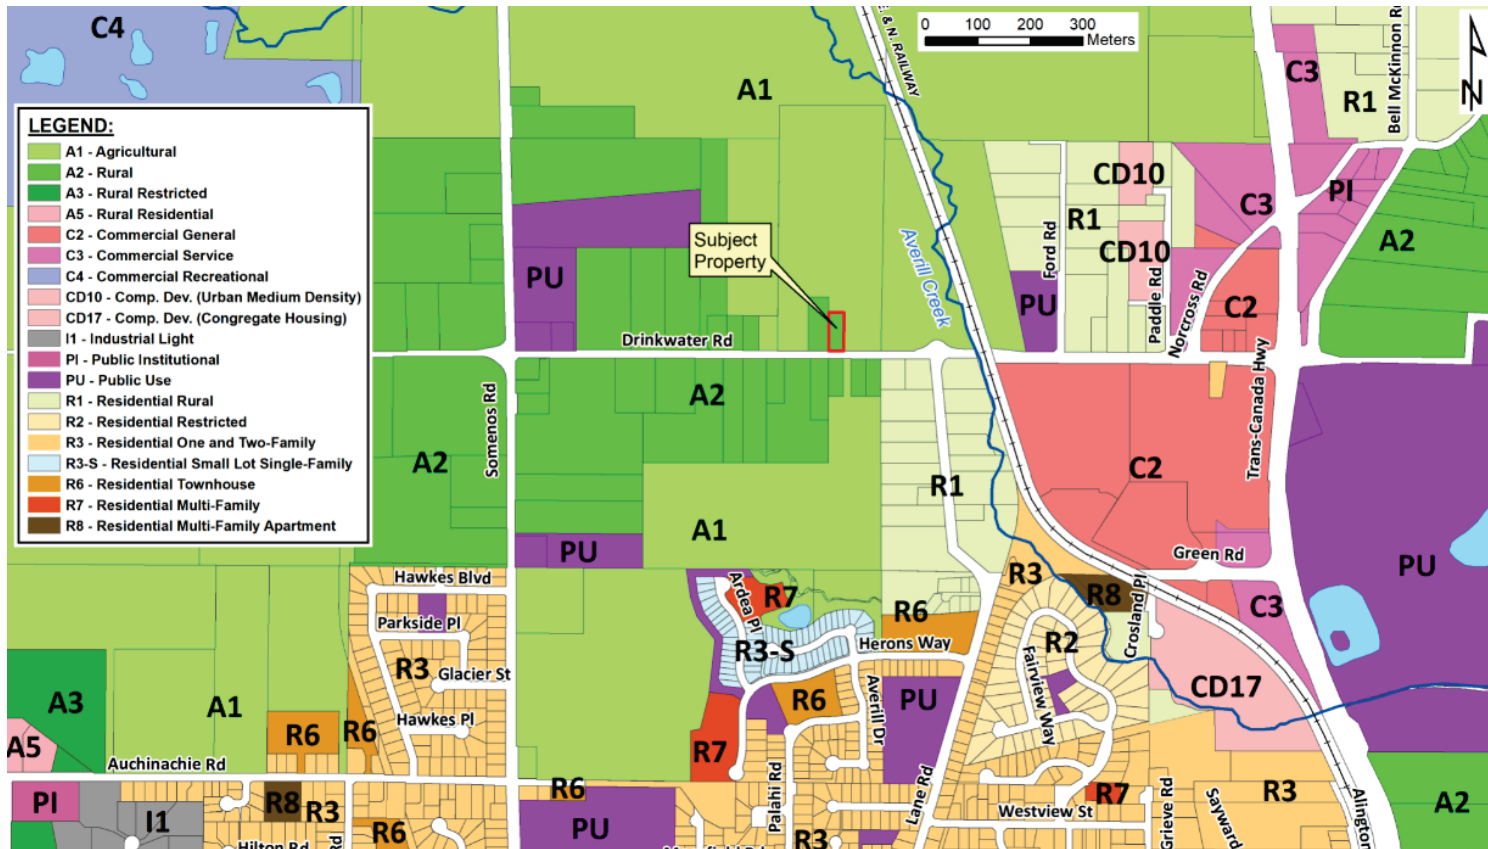 C4
A1
E. & N. RAILWAY
0 100 200 300
Meters
C3
R1
Bell McKinnon Rd
N
LEGEND:
A1 - Agricultural
A2 - Rural
A3 - Rural Restricted
A5 - Rural Residential
C2 - Commercial General
C3 - Commercial Service
C4 - Commercial Recreational
CD10 - Comp. Dev. (Urban Medium Density)
CD17 - Comp. Dev. (Congregate Housing)
I1 - Industrial Light
PI - Public Institutional
PU - Public Use
R1 - Residential Rural
R2 - Residential Restricted
R3 - Residential One and Two-Family
R3-S - Residential Small Lot Single-Family
R6 - Residential Townhouse
R7 - Residential Multi-Family
R8 - Residential Multi-Family Apartment
CD10
PI
C3
R1
A2
Subject
Property
Averill Creek
Ford Rd
CD10
PU
PU
Paddle Rd
Norcross Rd
C2
Drinkwater Rd
Trans-Canada Hwy
A2
Somenos Rd
A2
C2
R1
A1
PU
Green Rd
PU
Hawkes Blvd
Ardea Pl
R7
R3
R8
Crosland Pl
C3
Parkside Pl
R6
R3-S
Herons Way
R2
R3
Glacier St
Fairview Way
CD17
A3
A1
R6
PU
Averill Dr
Hawkes Pl
R6
R6
A5
R7
Auchinachie Rd
Palahi Rd
Lane Rd
R6
R7
R3
PI
R8
R3
I1
Westview St
Grieve Rd
Sayward
Alington
A2
PU
R6
R3
Hilton Rd
Rd